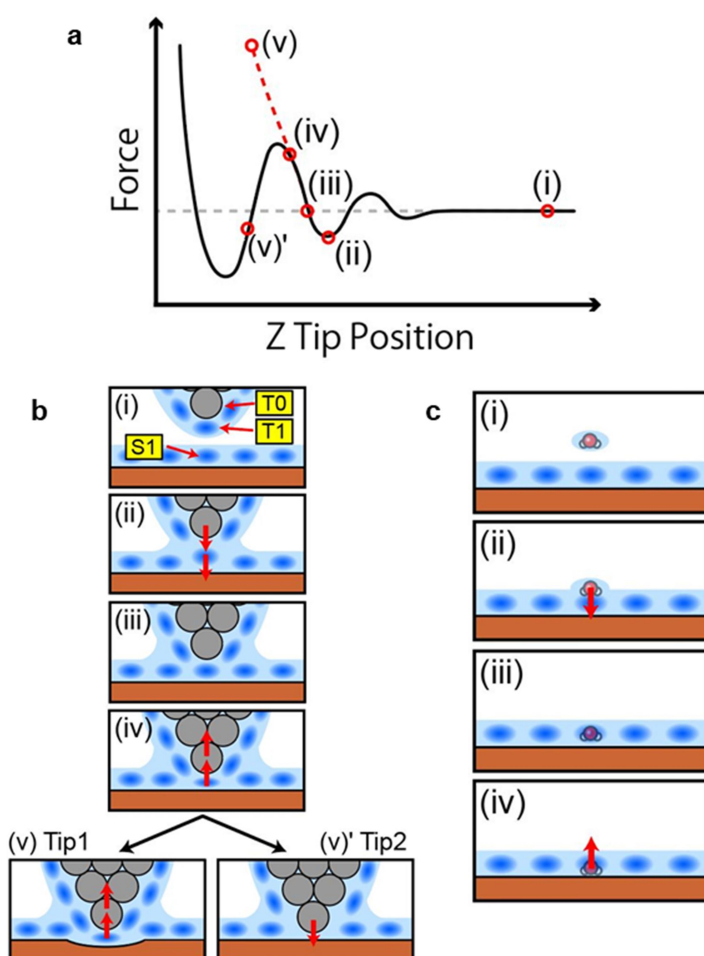 a
(v)
(iv)
(iii)
(i)
(v)'
(ii)
Force
Z Tip Position
b
(i)
T0
T1
S1
(ii)
(iii)
(iv)
(v) Tip1
(v)' Tip2
c
(i)
(ii)
(iii)
(iv)